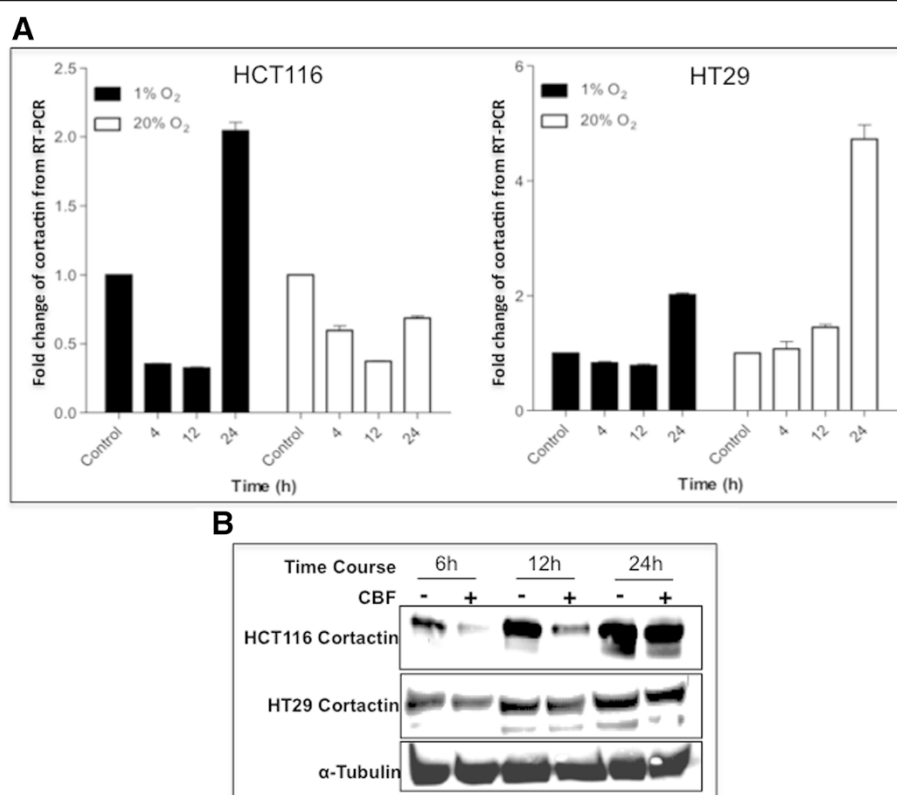 A
HCT116
Fold change of cortactin from RT-PCR
2.5
2.0
1.5
1.0
0.5
0.0
1% O₂
20% O₂
Control 4 12 24 Control 4 12 24
Time (h)
HT29
Fold change of cortactin from RT-PCR
6
4
2
0
1% O₂
20% O₂
Control 4 12 24 Control 4 12 24
Time (h)
B
Time Course 6h 12h 24h
CBF - + - + - +
HCT116 Cortactin
HT29 Cortactin
α-Tubulin